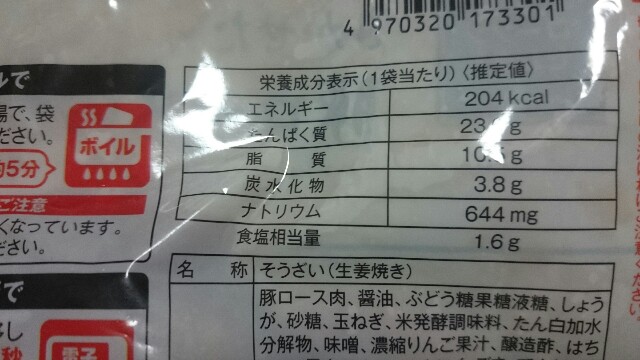 4 970320 173301
栄養成分表示(1袋当たり)〈推定値〉
エネルギー 204kcal
たんぱく質
脂質
炭水化物 3.8g
ナトリウム 644mg
食塩相当量 1.6g
ルで
湯で、袋
ださい。
ボイル
約5分
ご注意
くなっています。
ださい。
で
電子
秒
名称 そうざい(生姜焼き)
豚ロース肉、醤油、ぶどう糖果糖液糖、しょう
が、砂糖、玉ねぎ、米発酵調味料、たん白加水
分解物、味噌、濃縮りんご果汁、醸造酢、はち